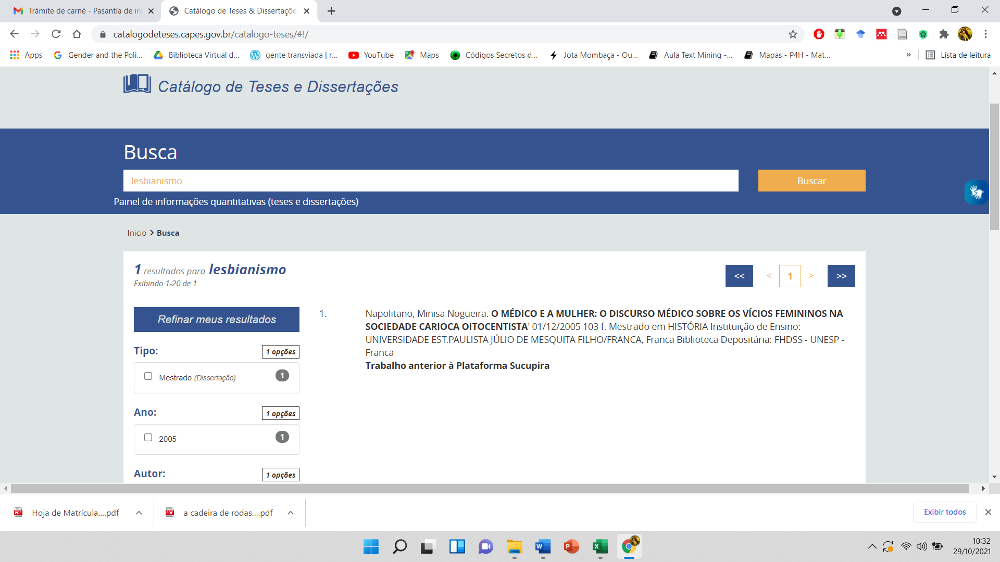 Trámite de carné - Pasantía de in
Catálogo de Teses & Dissertaçõe
catalogodeteses.capes.gov.br/catalogo-teses/#!/
Apps
Gender and the Poli...
Biblioteca Virtual d...
gente transviada | r...
YouTube
Maps
Códigos Secretos d...
Jota Mombaça - Ou...
Aula Text Mining -...
Mapas - P4H - Mat...
»
Lista de leitura
Catálogo de Teses e Dissertações
Busca
lesbianismo
Buscar
Painel de informações quantitativas (teses e dissertações)
Inicio > Busca
1 resultados para lesbianismo
Exibindo 1-20 de 1
<< < 1 > >>
Refinar meus resultados
Tipo:
1 opções
Mestrado (Dissertação)
1
Ano:
1 opções
2005
1
Autor:
1 opções
1.
Napolitano, Minisa Nogueira. O MÉDICO E A MULHER: O DISCURSO MÉDICO SOBRE OS VÍCIOS FEMININOS NA
SOCIEDADE CARIOCA OITOCENTISTA' 01/12/2005 103 f. Mestrado em HISTÓRIA Instituição de Ensino:
UNIVERSIDADE EST.PAULISTA JÚLIO DE MESQUITA FILHO/FRANCA, Franca Biblioteca Depositária: FHDSS - UNESP -
Franca
Trabalho anterior à Plataforma Sucupira
Hoja de Matrícula....pdf
a cadeira de rodas....pdf
Exibir todos
10:32
29/10/2021